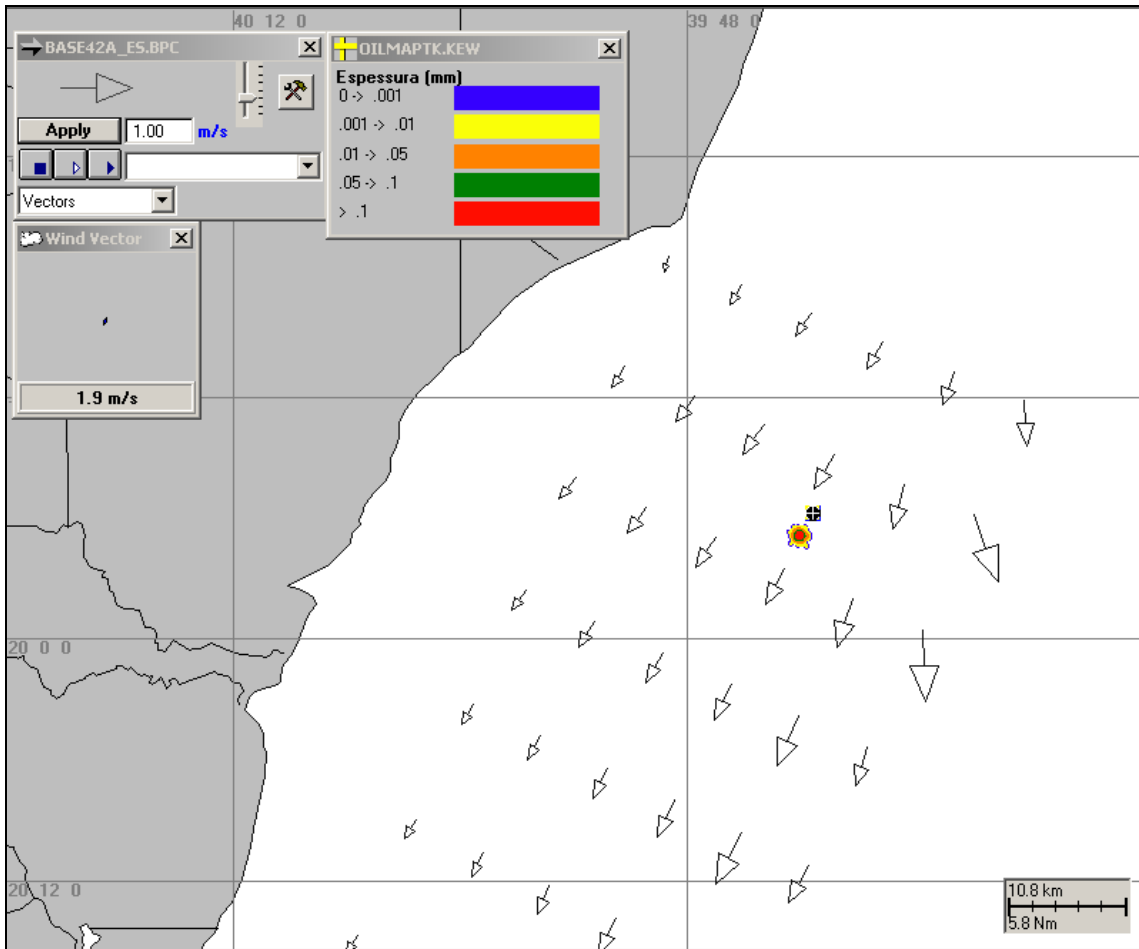 40 12 0
39 48 0
BASE42A_ES.BPC
Apply
1.00
m/s
Vectors
Wind Vector
1.9 m/s
OILMAPTK.KEW
Espessura (mm)
0 -> .001
.001 -> .01
.01 -> .05
.05 -> .1
> .1
20 0 0
20 12 0
10.8 km
5.8 Nm